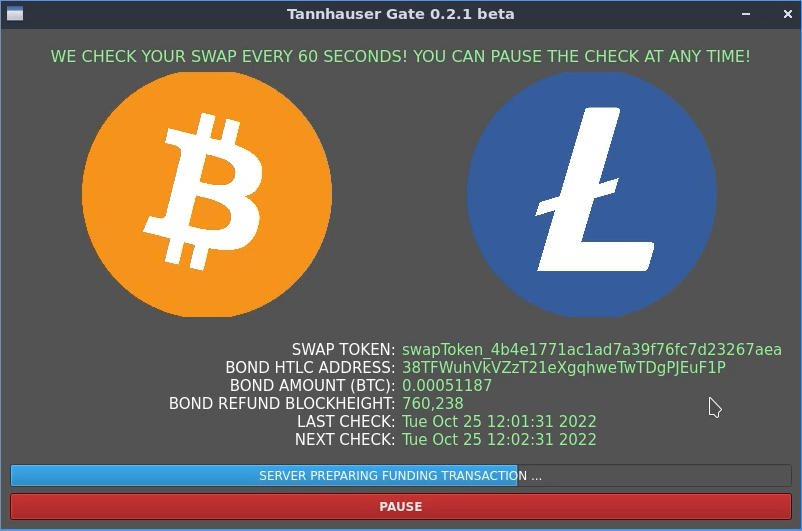 Tannhauser Gate 0.2.1 beta
WE CHECK YOUR SWAP EVERY 60 SECONDS! YOU CAN PAUSE THE CHECK AT ANY TIME!
SWAP TOKEN: swapToken_4b4e1771ac1ad7a39f76fc7d23267aea
BOND HTLC ADDRESS: 38TFWuhVkVZzT21eXgqhweTwTDgPJEuF1P
BOND AMOUNT (BTC): 0.00051187
BOND REFUND BLOCKHEIGHT: 760,238
LAST CHECK: Tue Oct 25 12:01:31 2022
NEXT CHECK: Tue Oct 25 12:02:31 2022
SERVER PREPARING FUNDING TRANSACTION ...
PAUSE